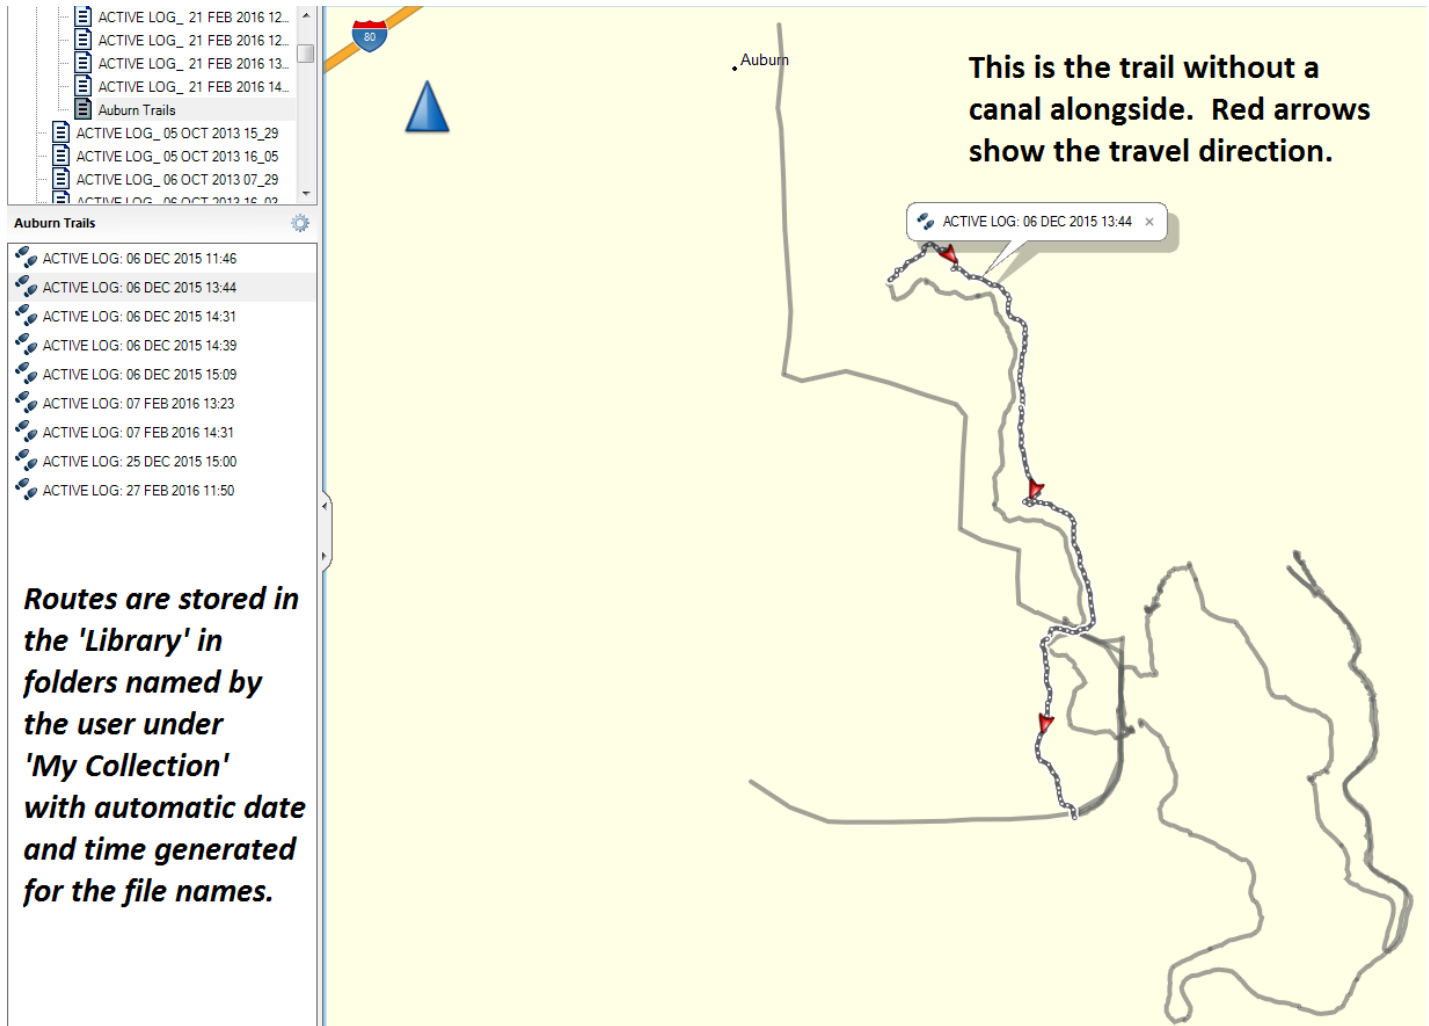 ACTIVE LOG_ 21 FEB 2016 12...
ACTIVE LOG_ 21 FEB 2016 12...
ACTIVE LOG_ 21 FEB 2016 13...
ACTIVE LOG_ 21 FEB 2016 14...
Auburn Trails
ACTIVE LOG_ 05 OCT 2013 15_29
ACTIVE LOG_ 05 OCT 2013 16_05
ACTIVE LOG_ 06 OCT 2013 07_29
ACTIVE LOG_ 06 OCT 2013 16_03
Auburn Trails
ACTIVE LOG: 06 DEC 2015 11:46
ACTIVE LOG: 06 DEC 2015 13:44
ACTIVE LOG: 06 DEC 2015 14:31
ACTIVE LOG: 06 DEC 2015 14:39
ACTIVE LOG: 06 DEC 2015 15:09
ACTIVE LOG: 07 FEB 2016 13:23
ACTIVE LOG: 07 FEB 2016 14:31
ACTIVE LOG: 25 DEC 2015 15:00
ACTIVE LOG: 27 FEB 2016 11:50
Routes are stored in
the 'Library' in
folders named by
the user under
'My Collection'
with automatic date
and time generated
for the file names.
80
Auburn
This is the trail without a
canal alongside.  Red arrows
show the travel direction.
ACTIVE LOG: 06 DEC 2015 13:44